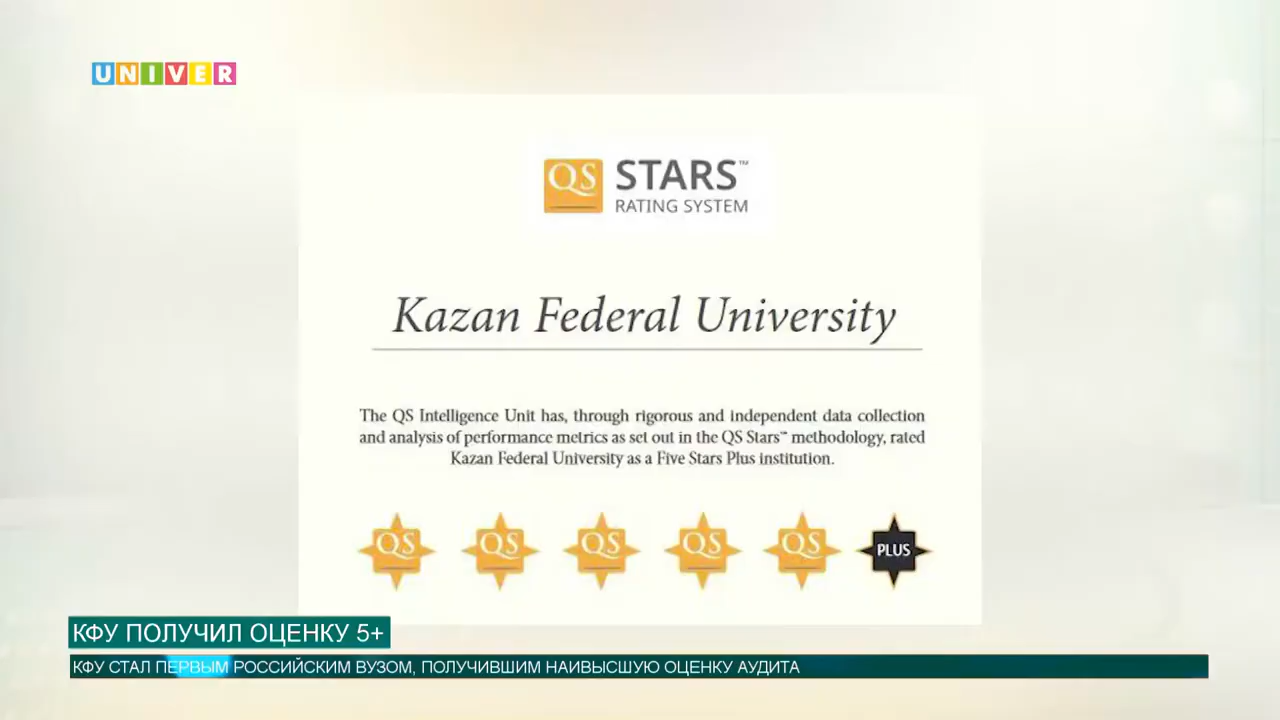 UNIVER
QS STARS™
RATING SYSTEM
Kazan Federal University
The QS Intelligence Unit has, through rigorous and independent data collection
and analysis of performance metrics as set out in the QS Stars™ methodology, rated
Kazan Federal University as a Five Stars Plus institution.
QS QS QS QS QS PLUS
КФУ ПОЛУЧИЛ ОЦЕНКУ 5+
КФУ СТАЛ ПЕРВЫМ РОССИЙСКИМ ВУЗОМ, ПОЛУЧИВШИМ НАИВЫСШУЮ ОЦЕНКУ АУДИТА